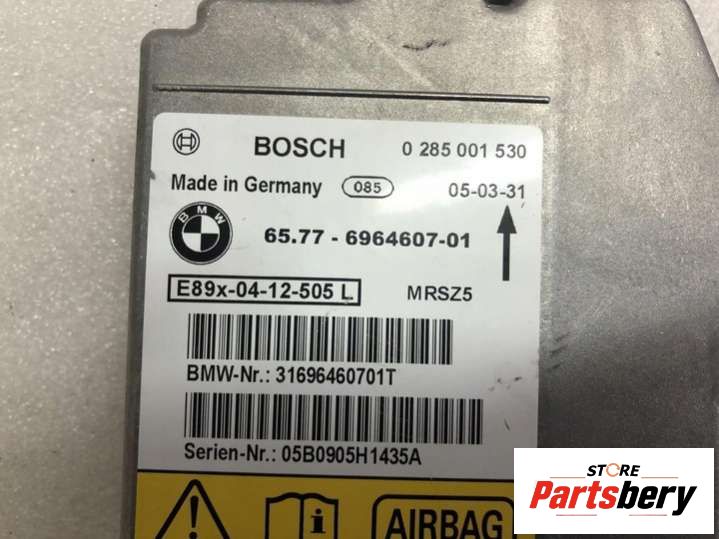 BOSCH 0 285 001 530
Made in Germany 085 05-03-31
BMW
65.77 - 6964607-01
E89x-04-12-505 L MRSZ5
BMW-Nr.: 31696460701T
Serien-Nr.: 05B0905H1435A
i AIRBAG
STORE
Partsbery